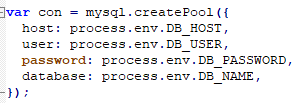 var con = mysql.createPool({
host: process.env.DB_HOST,
user: process.env.DB_USER,
password: process.env.DB_PASSWORD,
database: process.env.DB_NAME,
});